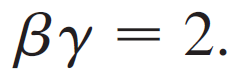 βγ = 2.